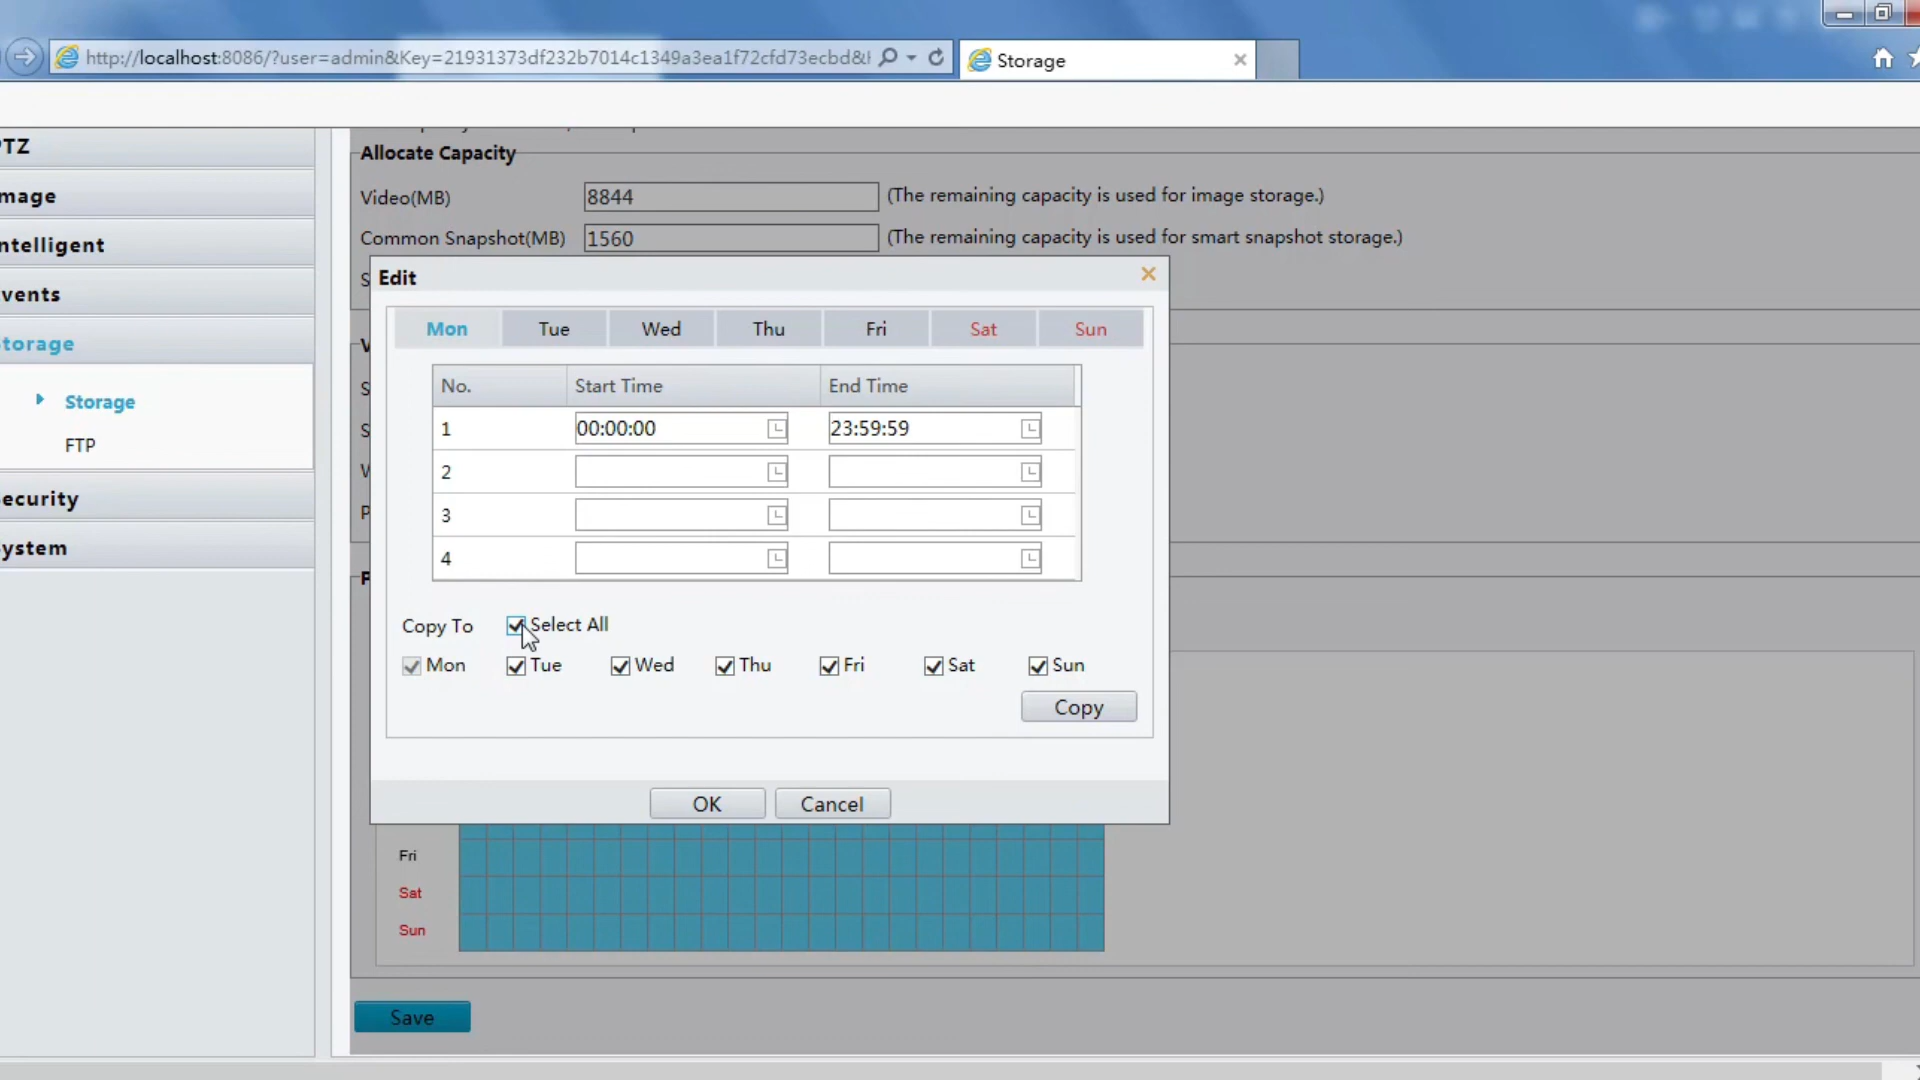 http://localhost:8086/?user=admin&Key=21931373df232b7014c1349a3ea1f72cfd73ecbd&
Storage
TZ
mage
ntelligent
vents
torage
Storage
FTP
ecurity
ystem
Allocate Capacity
Video(MB) 8844 (The remaining capacity is used for image storage.)
Common Snapshot(MB) 1560 (The remaining capacity is used for smart snapshot storage.)
S
Edit
Mon Tue Wed Thu Fri Sat Sun
No. Start Time End Time
1 00:00:00 23:59:59
2
3
4
Copy To Select All
Mon Tue Wed Thu Fri Sat Sun
Copy
OK Cancel
Fri
Sat
Sun
Save